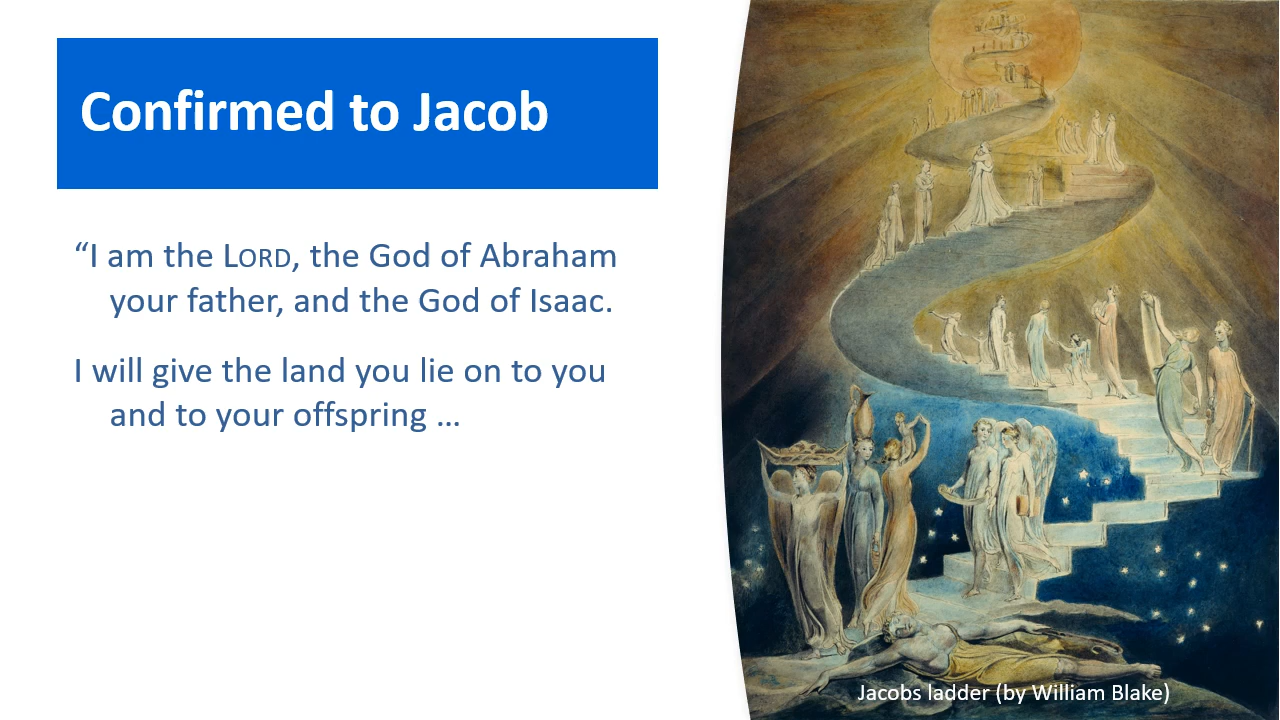 Confirmed to Jacob
“I am the LORD, the God of Abraham
your father, and the God of Isaac.
I will give the land you lie on to you
and to your offspring …
Jacobs ladder (by William Blake)